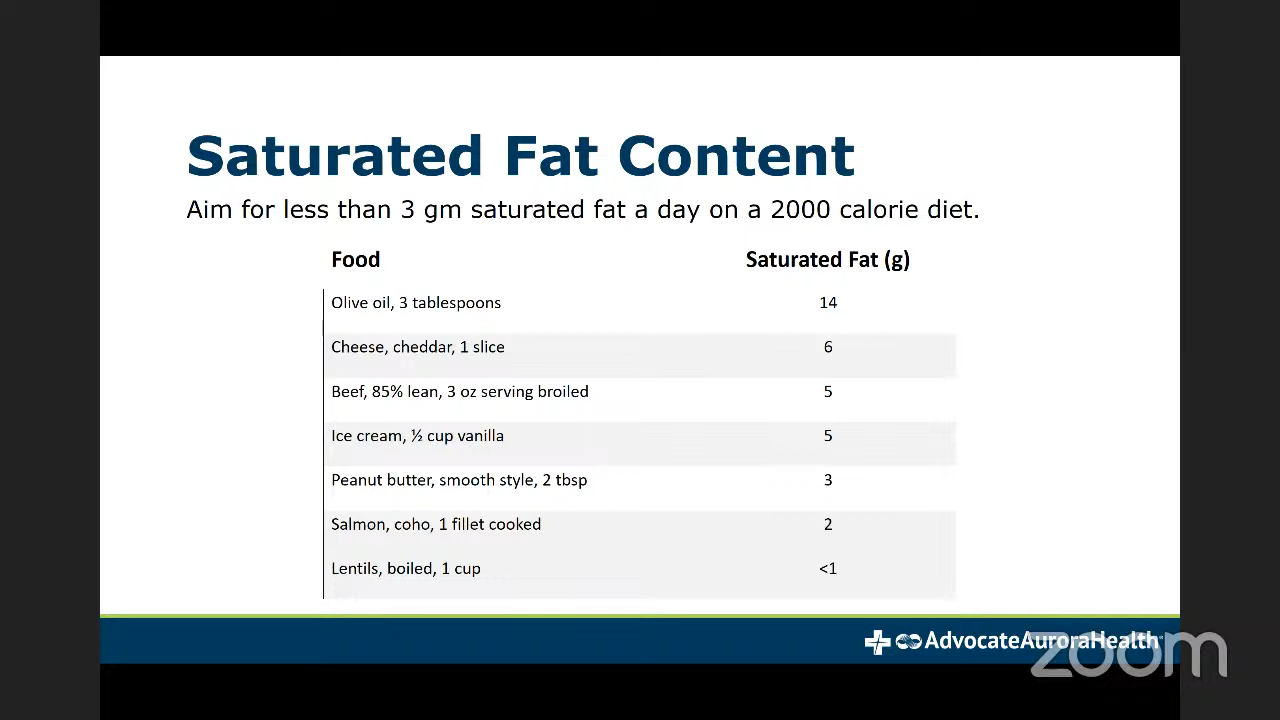 Saturated Fat Content
Aim for less than 3 gm saturated fat a day on a 2000 calorie diet.
Food Saturated Fat (g)
Olive oil, 3 tablespoons 14
Cheese, cheddar, 1 slice 6
Beef, 85% lean, 3 oz serving broiled 5
Ice cream, ½ cup vanilla 5
Peanut butter, smooth style, 2 tbsp 3
Salmon, coho, 1 fillet cooked 2
Lentils, boiled, 1 cup <1
AdvocateAuroraHealth
zoom